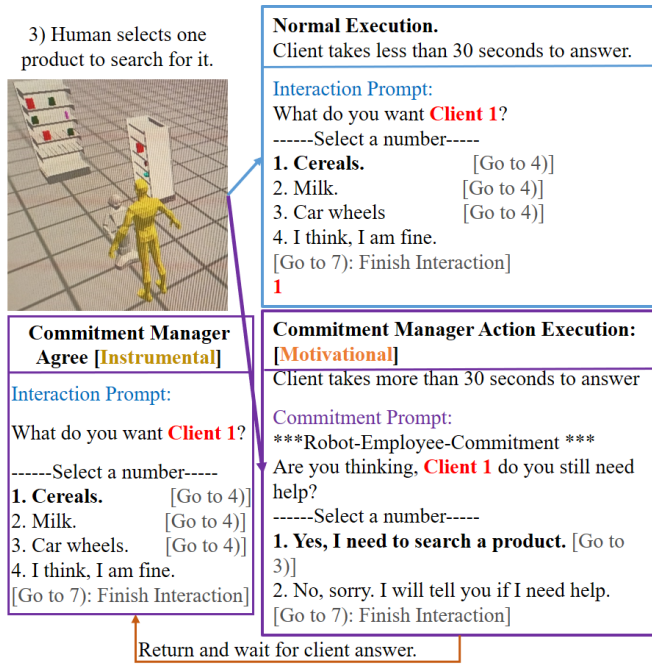 3) Human selects one
product to search for it.
Normal Execution.
Client takes less than 30 seconds to answer.
Interaction Prompt:
What do you want Client 1?
------Select a number-----
1. Cereals. [Go to 4)]
2. Milk. [Go to 4)]
3. Car wheels [Go to 4)]
4. I think, I am fine.
[Go to 7): Finish Interaction]
1
Commitment Manager
Agree [Instrumental]
Interaction Prompt:
What do you want Client 1?
------Select a number-----
1. Cereals. [Go to 4)]
2. Milk. [Go to 4)]
3. Car wheels. [Go to 4)]
4. I think, I am fine.
[Go to 7): Finish Interaction]
Commitment Manager Action Execution:
[Motivational]
Client takes more than 30 seconds to answer
Commitment Prompt:
***Robot-Employee-Commitment ***
Are you thinking, Client 1 do you still need
help?
------Select a number-----
1. Yes, I need to search a product. [Go to
3)]
2. No, sorry. I will tell you if I need help.
[Go to 7): Finish Interaction]
Return and wait for client answer.